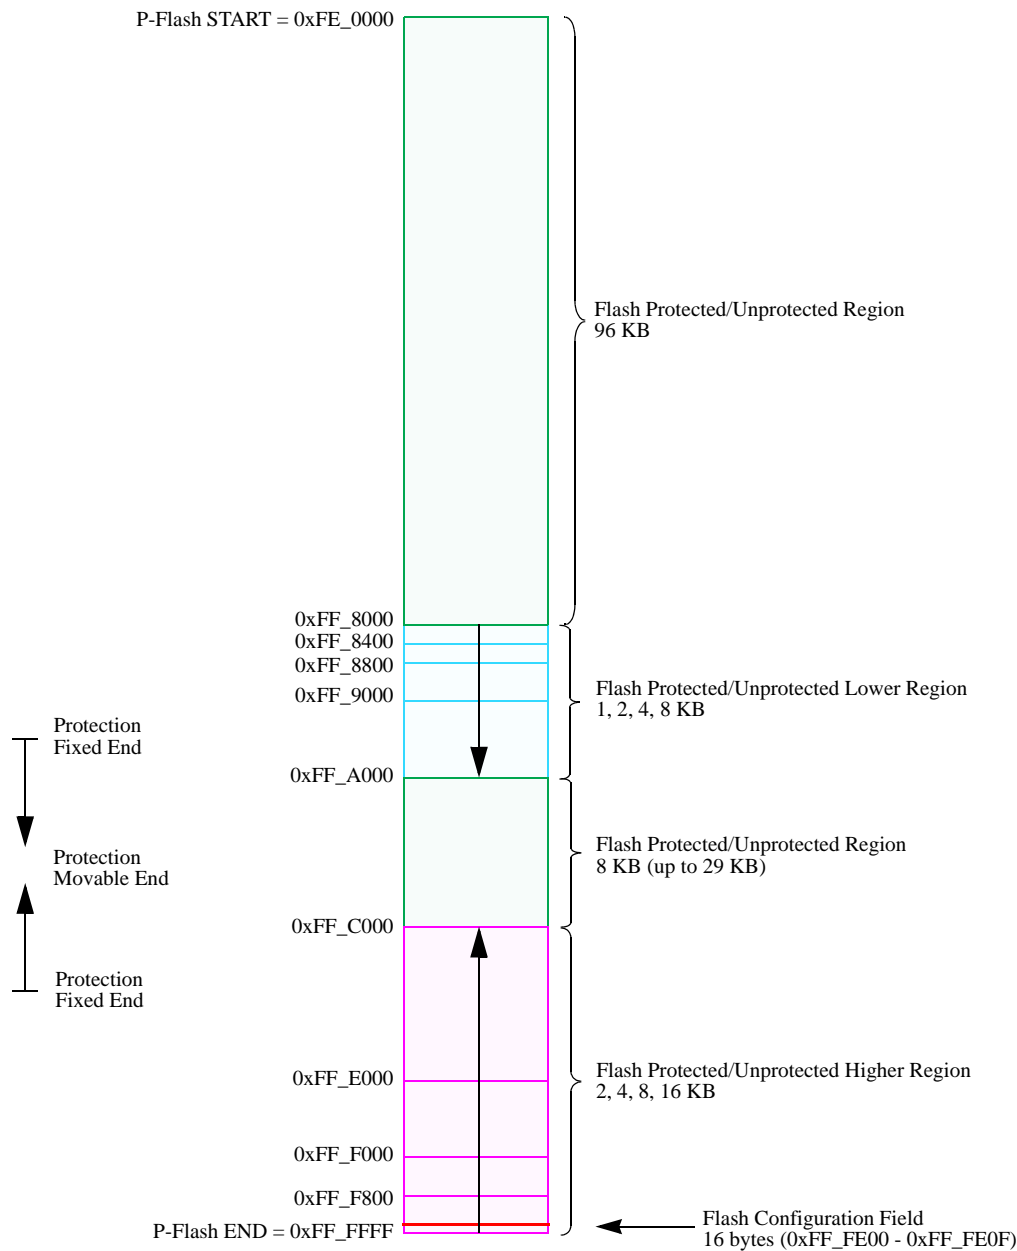 P-Flash START = 0xFE_0000
Flash Protected/Unprotected Region
96 KB
0xFF_8000
0xFF_8400
0xFF_8800
0xFF_9000
Flash Protected/Unprotected Lower Region
1, 2, 4, 8 KB
Protection
Fixed End
0xFF_A000
Protection
Movable End
Flash Protected/Unprotected Region
8 KB (up to 29 KB)
0xFF_C000
Protection
Fixed End
0xFF_E000
Flash Protected/Unprotected Higher Region
2, 4, 8, 16 KB
0xFF_F000
0xFF_F800
P-Flash END = 0xFF_FFFF
Flash Configuration Field
16 bytes (0xFF_FE00 - 0xFF_FE0F)